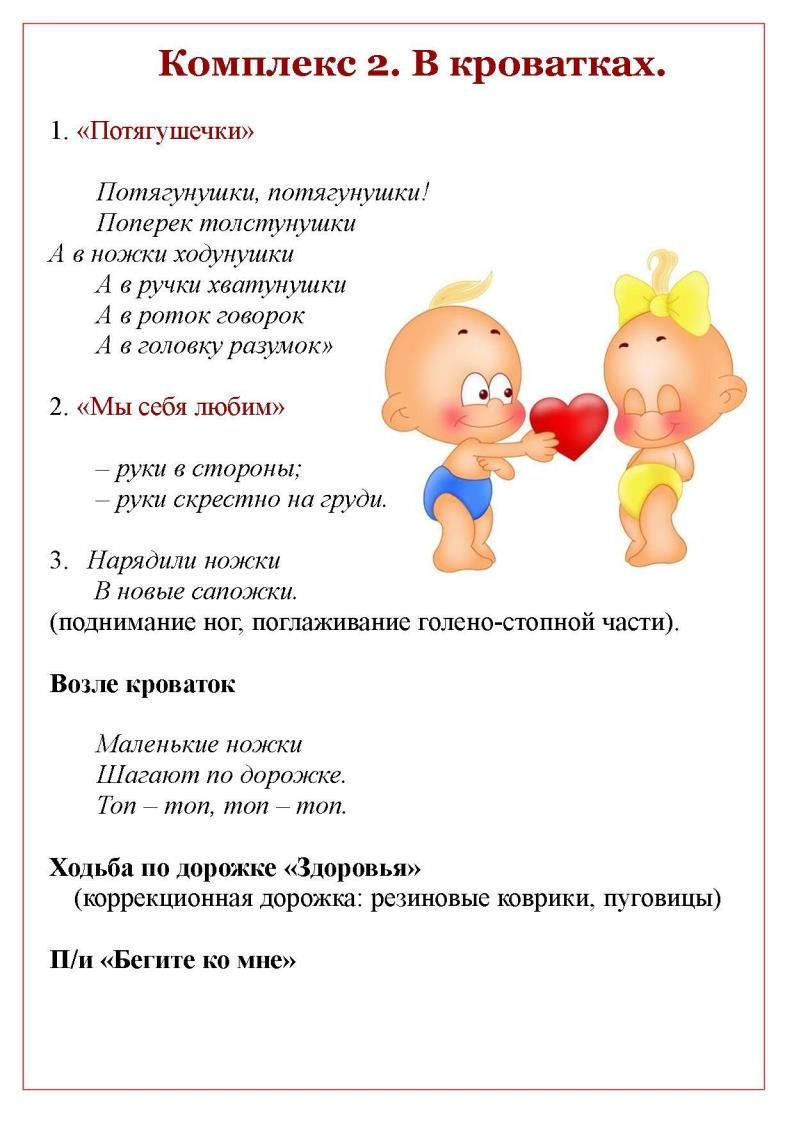 Комплекс 2. В кроватках.
1. «Потягушечки»
Потягунушки, потягунушки!
Поперек толстунушки
А в ножки ходунушки
А в ручки хватунушки
А в роток говорок
А в головку разумок»
2. «Мы себя любим»
– руки в стороны;
– руки скрестно на груди.
3. Нарядили ножки
В новые сапожки.
(поднимание ног, поглаживание голено-стопной части).
Возле кроваток
Маленькие ножки
Шагают по дорожке.
Топ – топ, топ – топ.
Ходьба по дорожке «Здоровья»
(коррекционная дорожка: резиновые коврики, пуговицы)
П/и «Бегите ко мне»